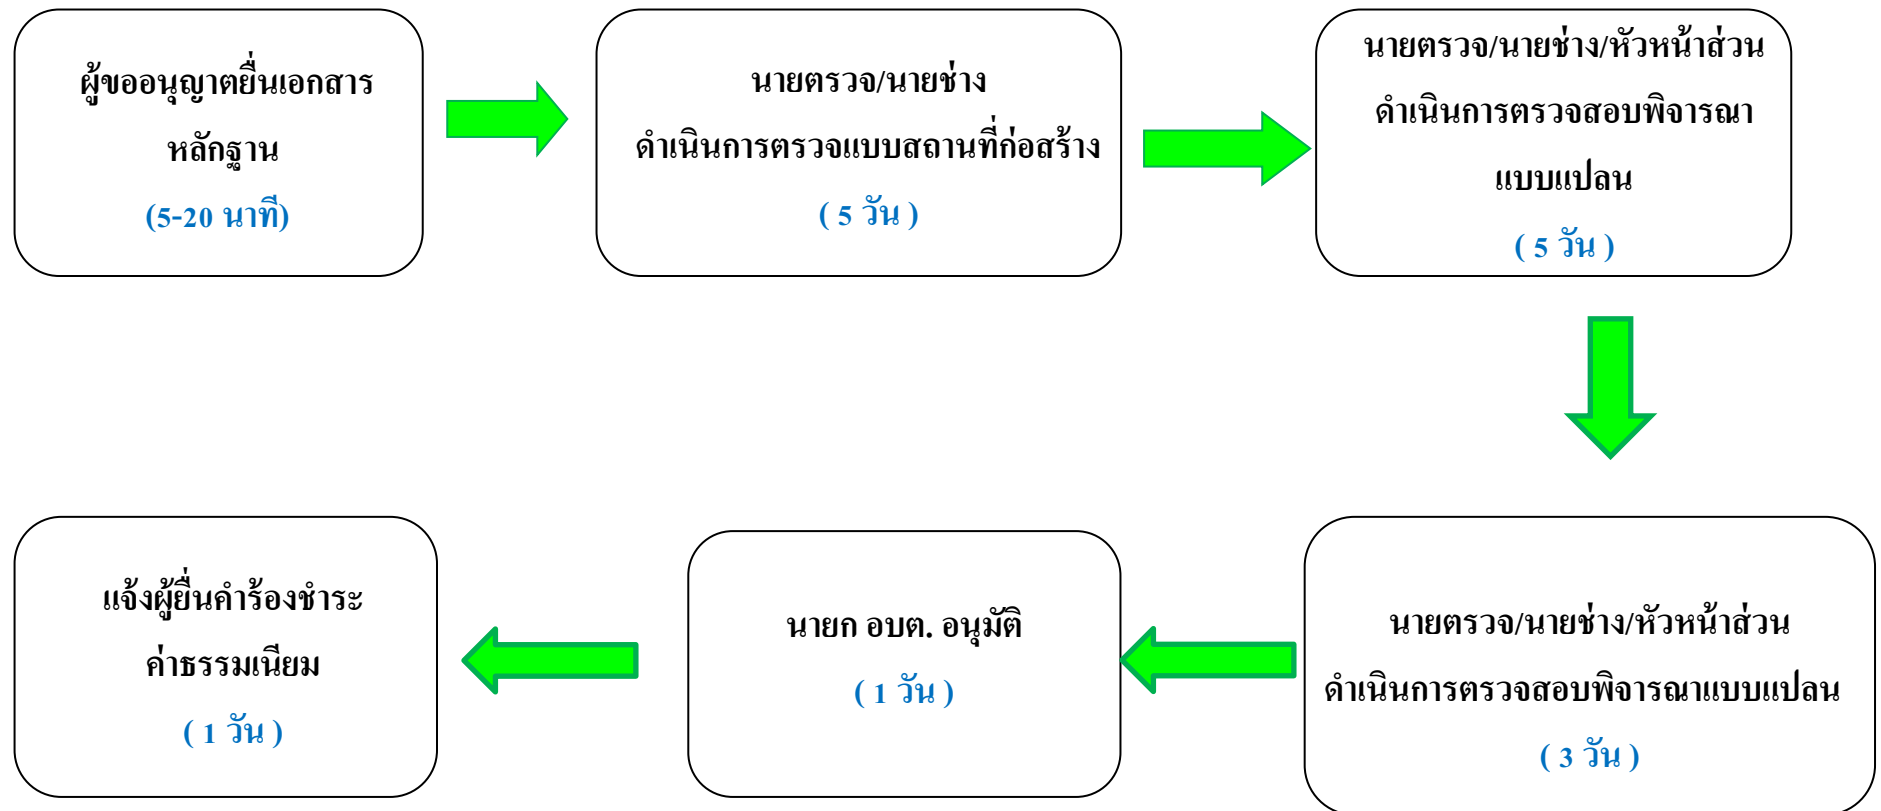 ผู้ขออนุญาตยื่นเอกสาร
หลักฐาน
(5-20 นาที)
นายตรวจ/นายช่าง
ดำเนินการตรวจแบบสถานที่ก่อสร้าง
( 5 วัน )
นายตรวจ/นายช่าง/หัวหน้าส่วน
ดำเนินการตรวจสอบพิจารณา
แบบแปลน
( 5 วัน )
นายตรวจ/นายช่าง/หัวหน้าส่วน
ดำเนินการตรวจสอบพิจารณาแบบแปลน
( 3 วัน )
นายก อบต. อนุมัติ
( 1 วัน )
แจ้งผู้ยื่นคำร้องชำระ
ค่าธรรมเนียม
( 1 วัน )